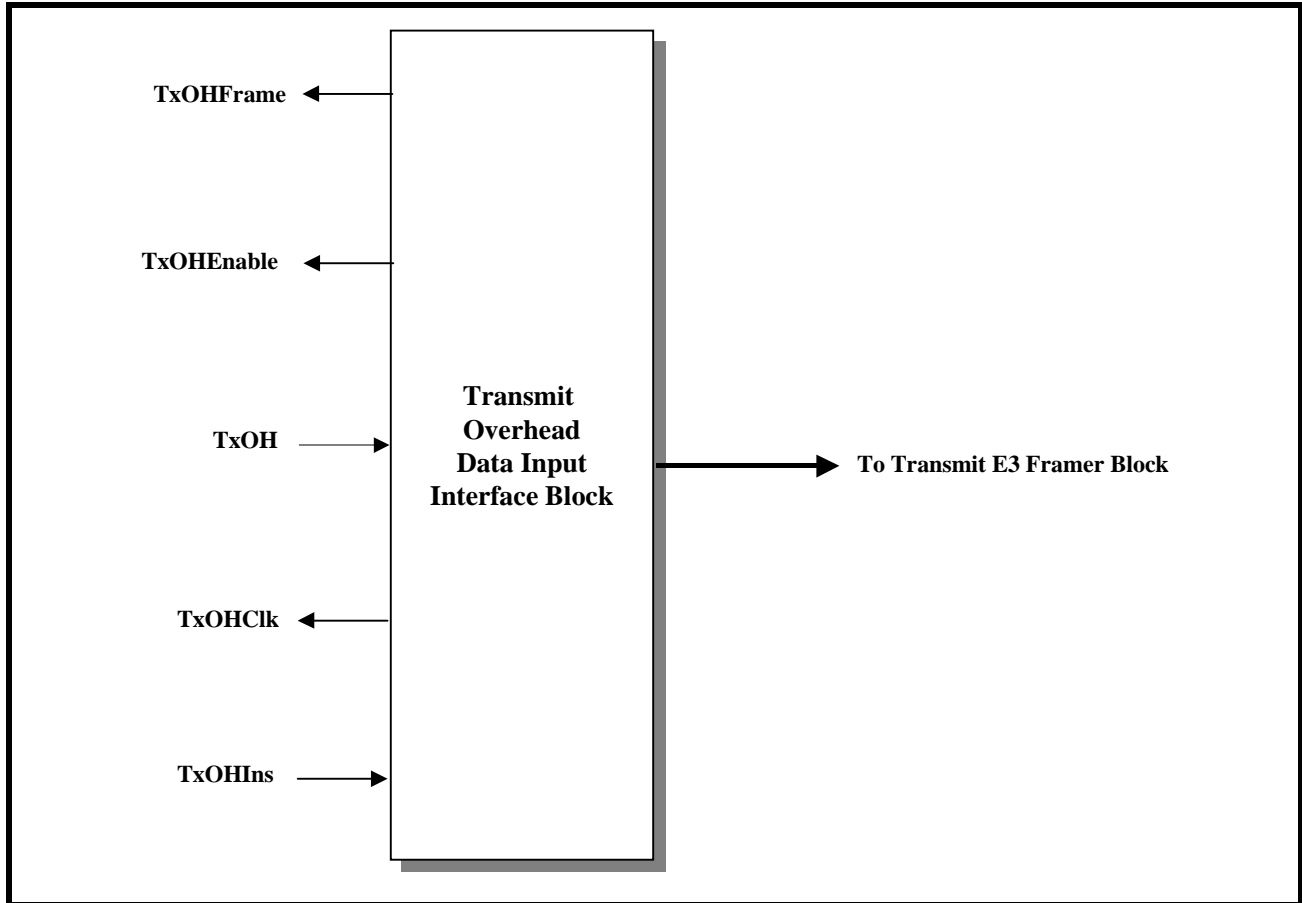 TxOHFrame
TxOHEnable
TxOH
TxOHClk
TxOHIns
Transmit
Overhead
Data Input
Interface Block
To Transmit E3 Framer Block